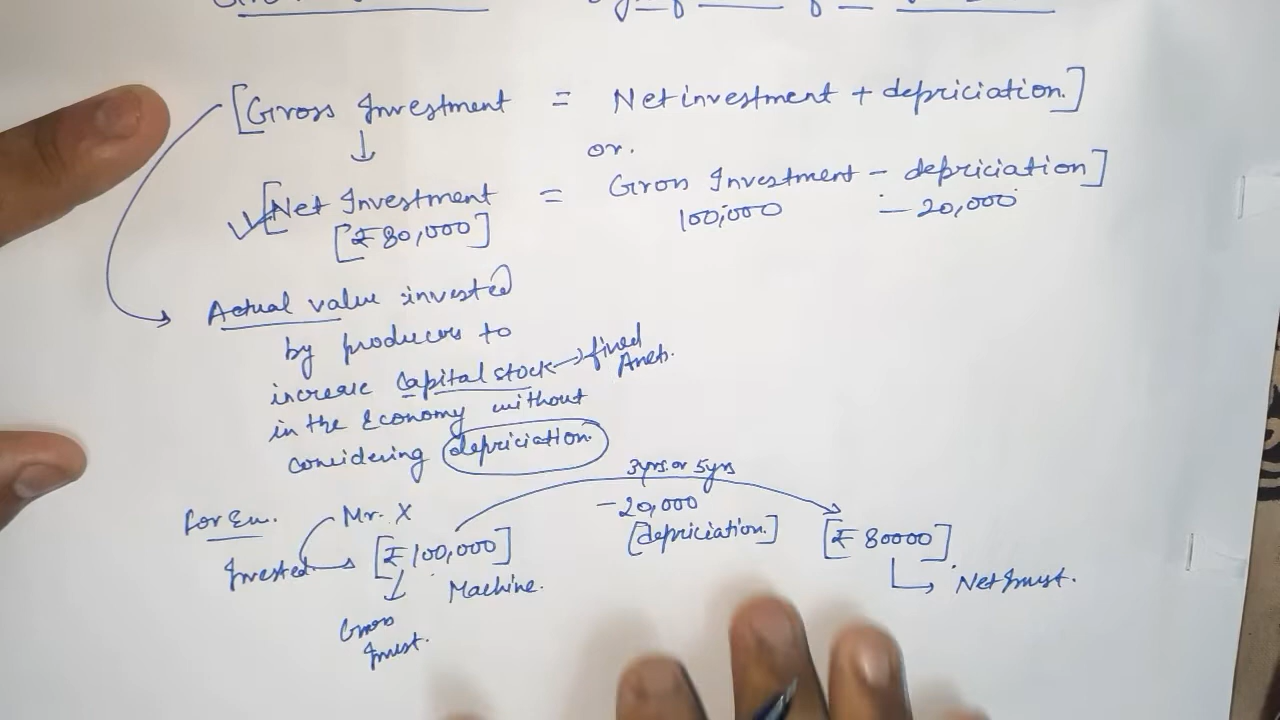 [Gross Investment = Net investment + depriciation.]
or.
[Net Investment = Gross Investment - depriciation]
[₹80,000] 100,000 - 20,000
Actual value invested
by producers to
increase capital stock → fixed Assets.
in the Economy without
considering depriciation.
3yrs. or 5yrs
For Ex. Mr. X -20,000
Invested → [₹100,000] [depriciation.] [₹80000]
Machine. Net Invst.
Gross
Invst.